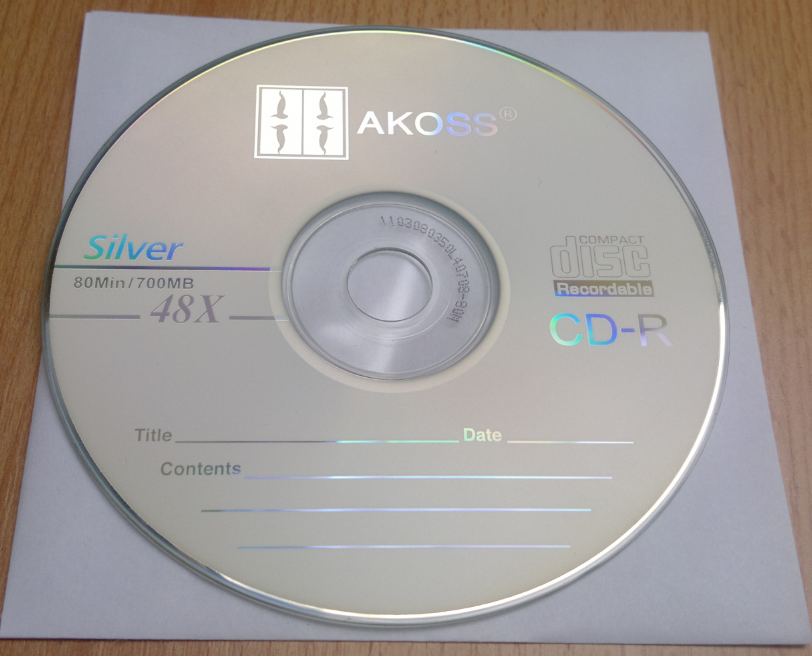 AKOSS®
Silver
80Min/700MB
48X
COMPACT
disc
Recordable
CD-R
Title Date
Contents